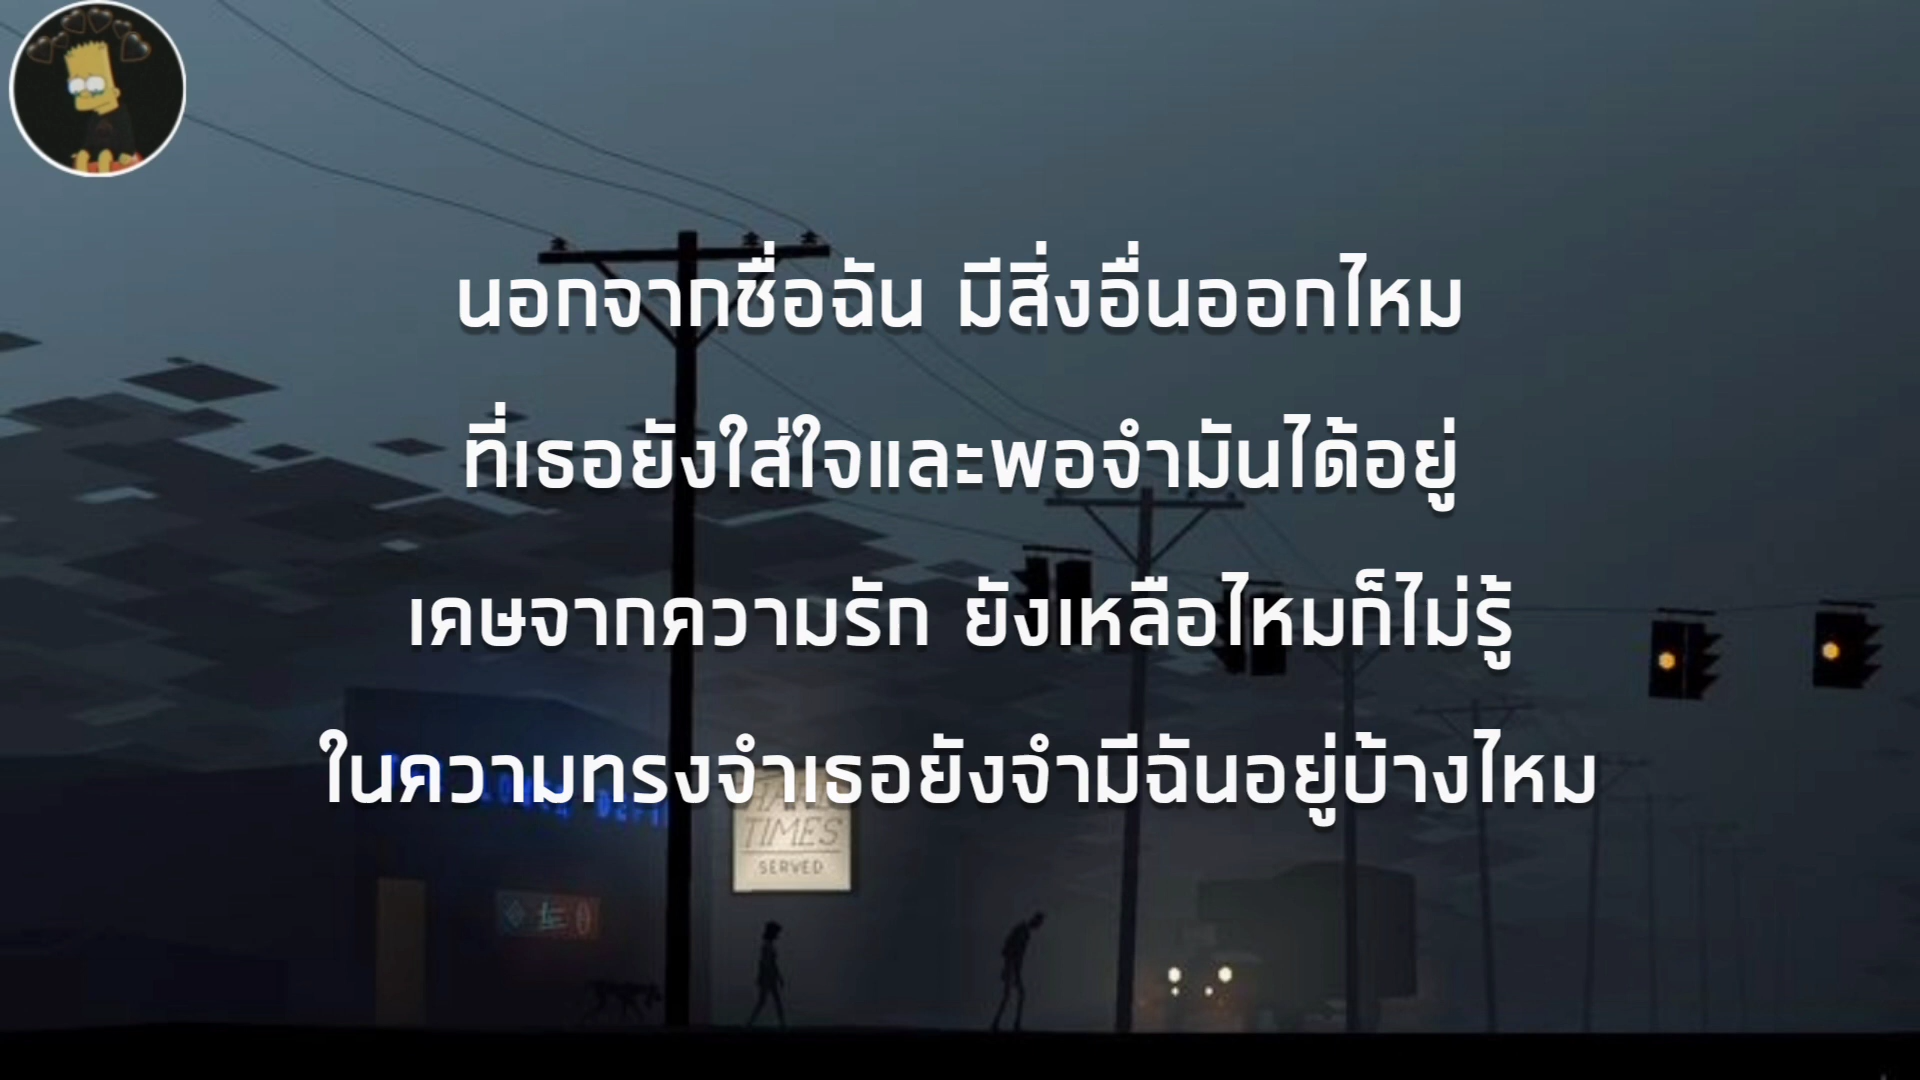 นอกจากชื่อฉัน มีสิ่งอื่นออกไหม
ที่เธอยังใส่ใจและพอจำมันได้อยู่
เศษจากความรัก ยังเหลือไหมก็ไม่รู้
ในความทรงจำเธอยังจำมีฉันอยู่บ้างไหม
TIMES
SERVED